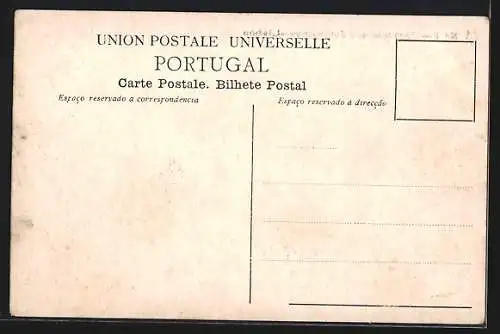 UNION POSTALE UNIVERSELLE
PORTUGAL
Carte Postale. Bilhete Postal
Espaço reservado a correspondencia
Espaço reservado á direcção